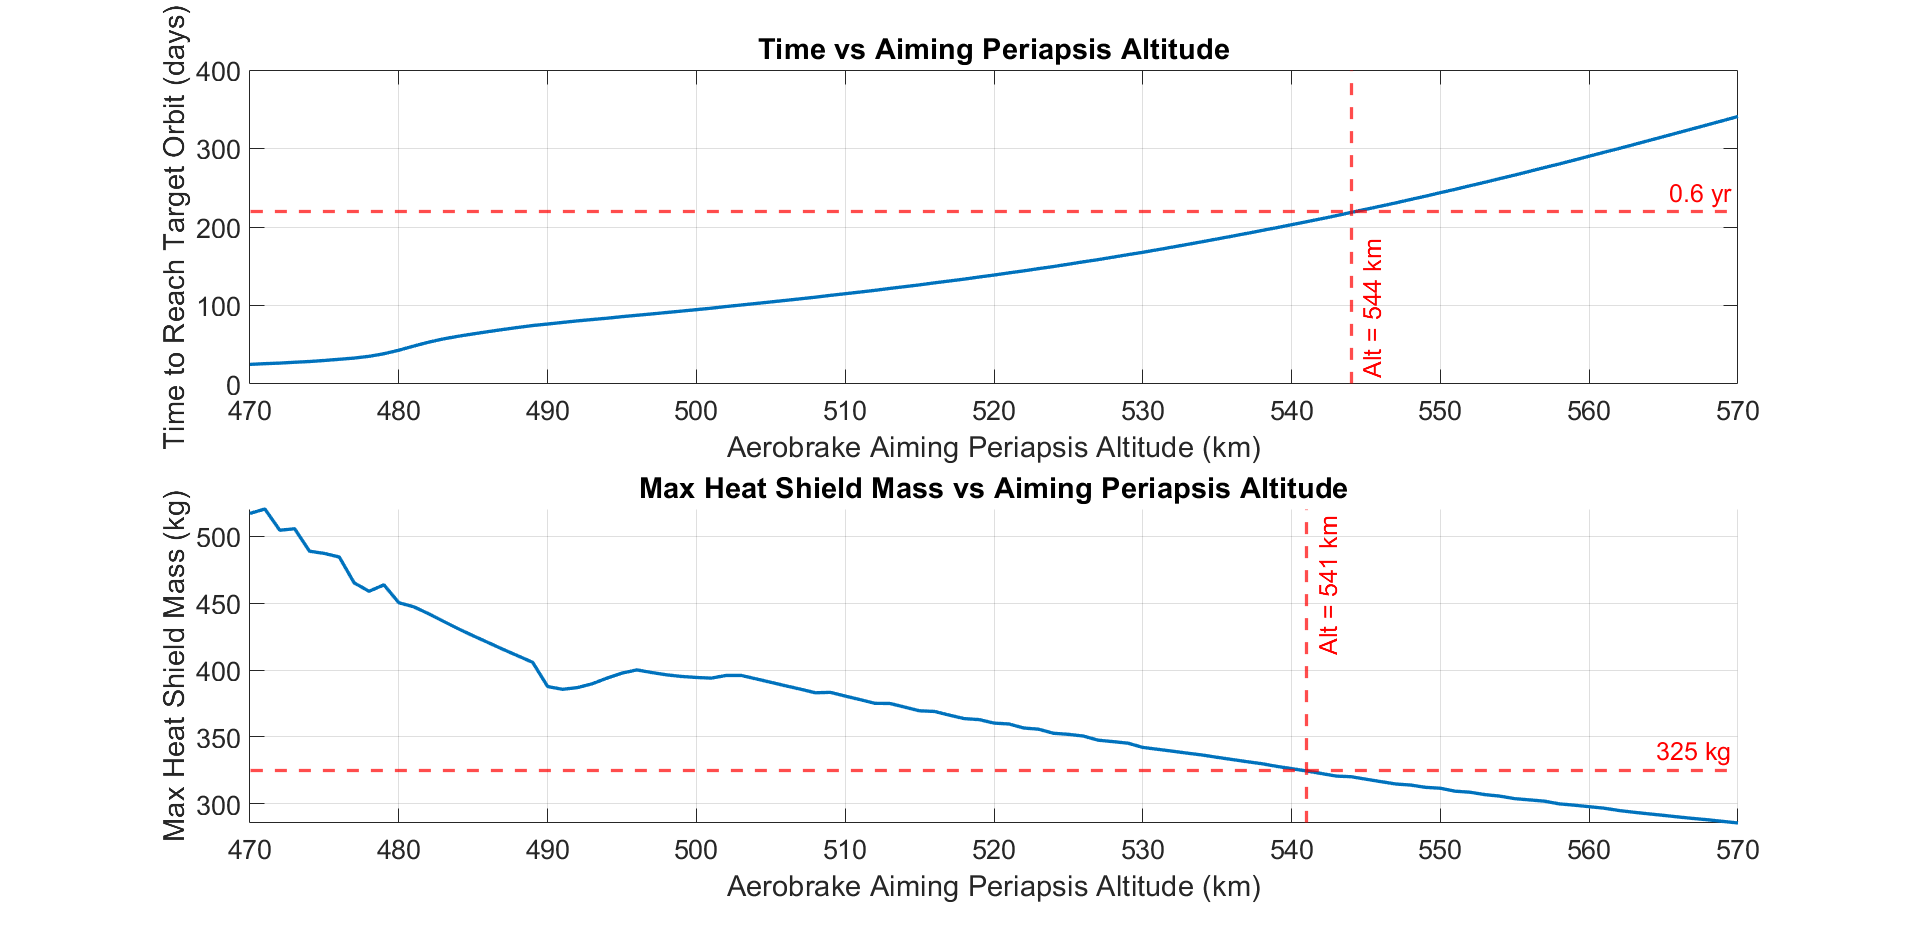 Time vs Aiming Periapsis Altitude
Time to Reach Target Orbit (days)
400
300
200
100
0
0.6 yr
Alt = 544 km
470 480 490 500 510 520 530 540 550 560 570
Aerobrake Aiming Periapsis Altitude (km)
Max Heat Shield Mass vs Aiming Periapsis Altitude
Max Heat Shield Mass (kg)
500
450
400
350
300
Alt = 541 km
325 kg
470 480 490 500 510 520 530 540 550 560 570
Aerobrake Aiming Periapsis Altitude (km)